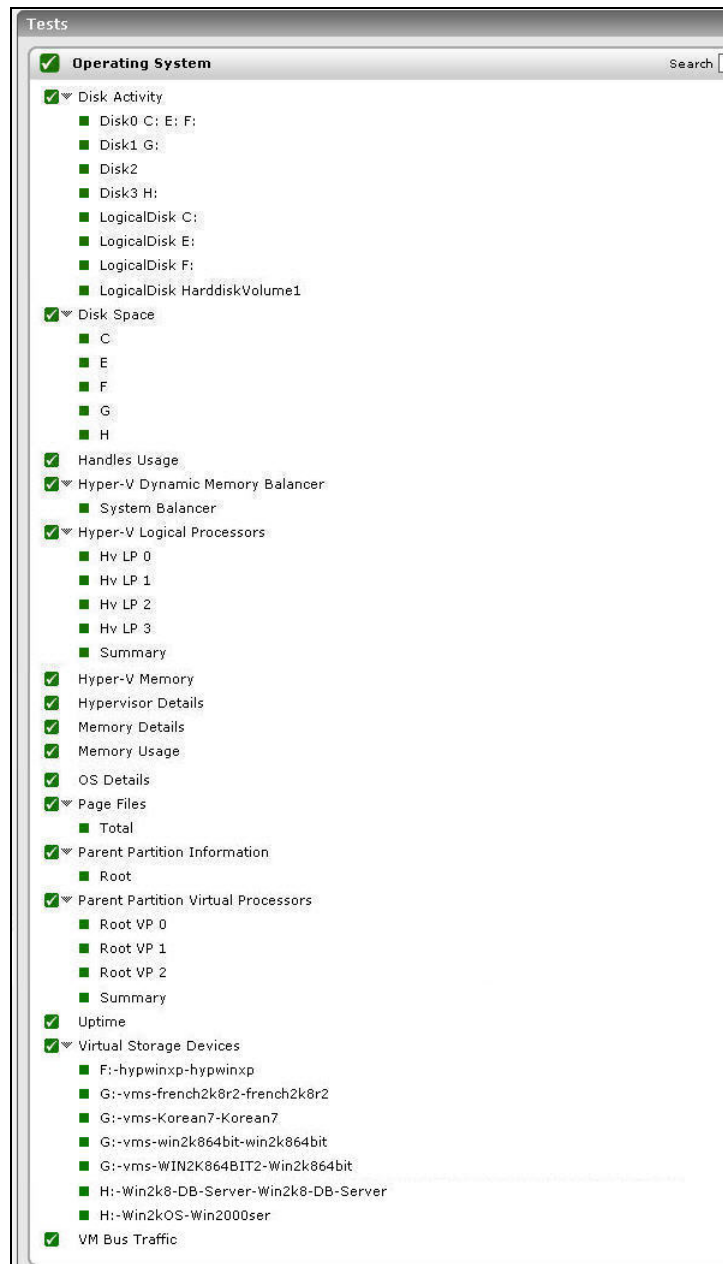 Tests
Operating System Search
Disk Activity
Disk0 C: E: F:
Disk1 G:
Disk2
Disk3 H:
LogicalDisk C:
LogicalDisk E:
LogicalDisk F:
LogicalDisk HarddiskVolume1
Disk Space
C
E
F
G
H
Handles Usage
Hyper-V Dynamic Memory Balancer
System Balancer
Hyper-V Logical Processors
Hv LP 0
Hv LP 1
Hv LP 2
Hv LP 3
Summary
Hyper-V Memory
Hypervisor Details
Memory Details
Memory Usage
OS Details
Page Files
Total
Parent Partition Information
Root
Parent Partition Virtual Processors
Root VP 0
Root VP 1
Root VP 2
Summary
Uptime
Virtual Storage Devices
F:-hypwinxp-hypwinxp
G:-vms-french2k8r2-french2k8r2
G:-vms-Korean7-Korean7
G:-vms-win2k864bit-win2k864bit
G:-vms-WIN2K864BIT2-Win2k864bit
H:-Win2k8-DB-Server-Win2k8-DB-Server
H:-Win2kOS-Win2000ser
VM Bus Traffic